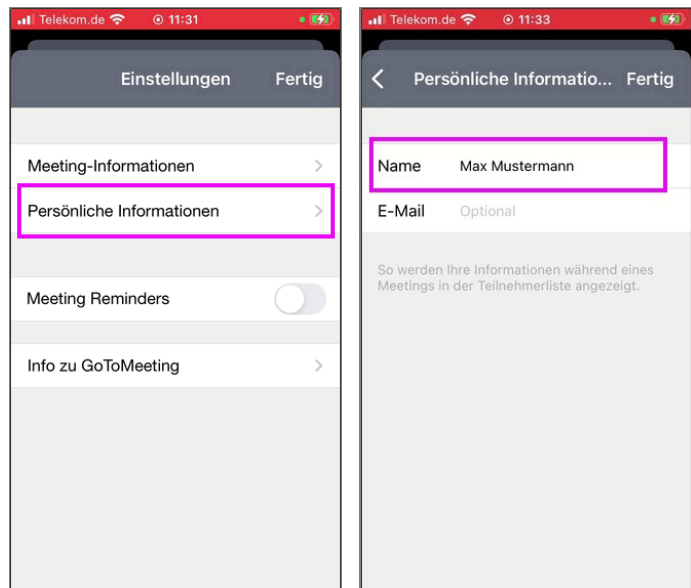 Telekom.de 11:31
Einstellungen Fertig
Meeting-Informationen
Persönliche Informationen
Meeting Reminders
Info zu GoToMeeting
Telekom.de 11:33
Persönliche Informatio... Fertig
Name Max Mustermann
E-Mail Optional
So werden Ihre Informationen während eines
Meetings in der Teilnehmerliste angezeigt.